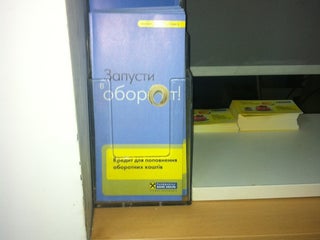 Запусти
в оборот!
Кредит для поповнення
оборотних коштів